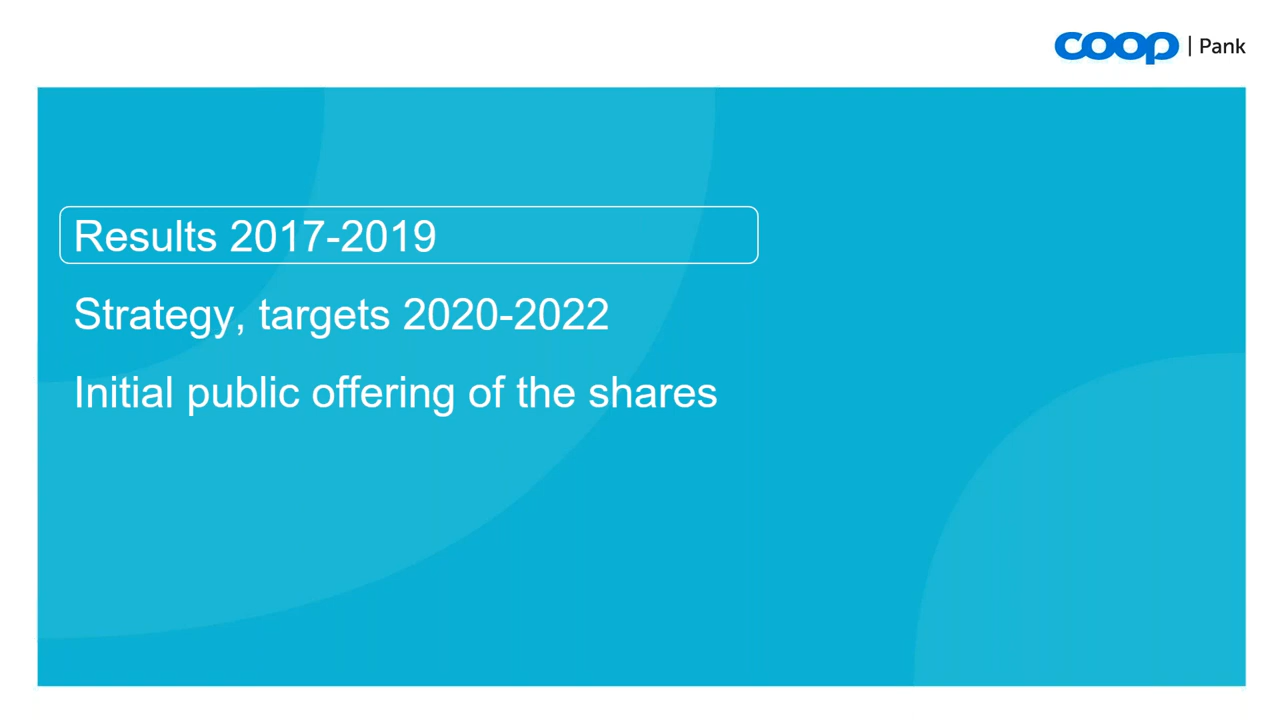 coop | Pank
Results 2017-2019
Strategy, targets 2020-2022
Initial public offering of the shares